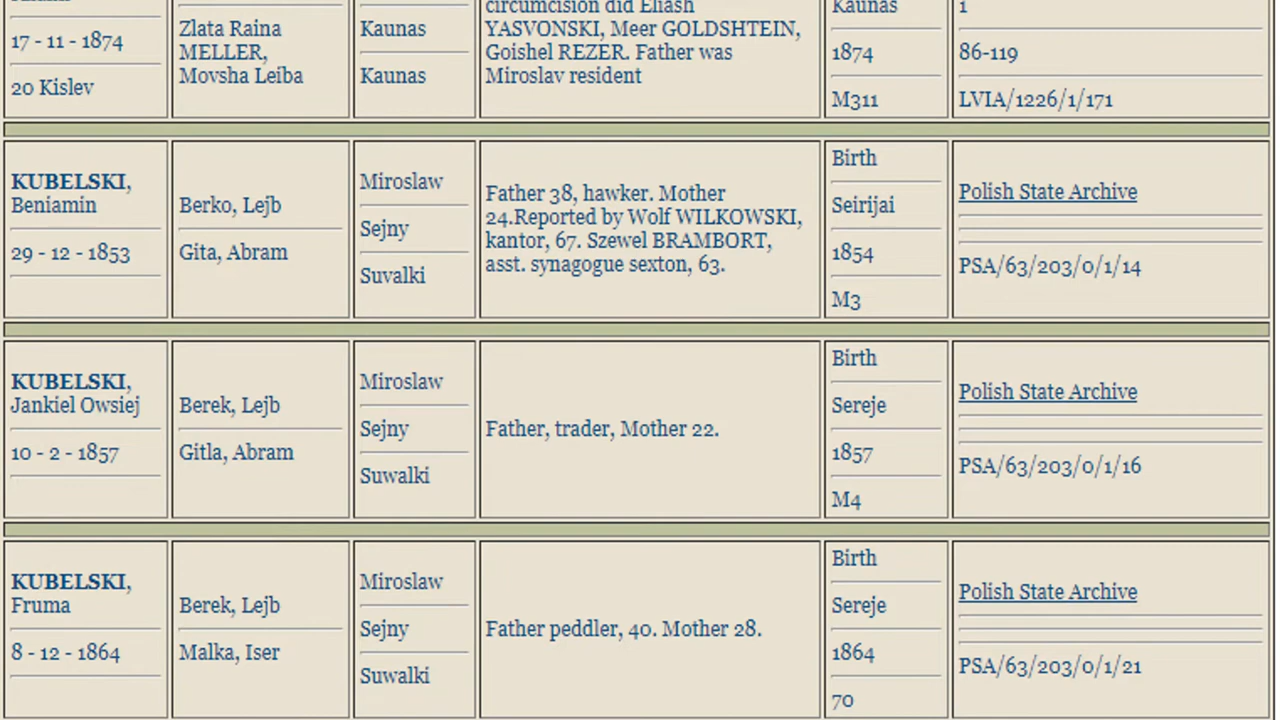 17 - 11 - 1874
20 Kislev
Zlata Raina
MELLER,
Movsha Leiba
Kaunas
Kaunas
circumcision did Eliash
YASVONSKI, Meer GOLDSHTEIN,
Goishel REZER. Father was
Miroslav resident
Kaunas
1874
M311
1
86-119
LVIA/1226/1/171
KUBELSKI,
Beniamin
29 - 12 - 1853
Berko, Lejb
Gita, Abram
Miroslaw
Sejny
Suvalki
Father 38, hawker. Mother
24.Reported by Wolf WILKOWSKI,
kantor, 67. Szewel BRAMBORT,
asst. synagogue sexton, 63.
Birth
Seirijai
1854
M3
Polish State Archive
PSA/63/203/0/1/14
KUBELSKI,
Jankiel Owsiej
10 - 2 - 1857
Berek, Lejb
Gitla, Abram
Miroslaw
Sejny
Suwalki
Father, trader, Mother 22.
Birth
Sereje
1857
M4
Polish State Archive
PSA/63/203/0/1/16
KUBELSKI,
Fruma
8 - 12 - 1864
Berek, Lejb
Malka, Iser
Miroslaw
Sejny
Suwalki
Father peddler, 40. Mother 28.
Birth
Sereje
1864
70
Polish State Archive
PSA/63/203/0/1/21